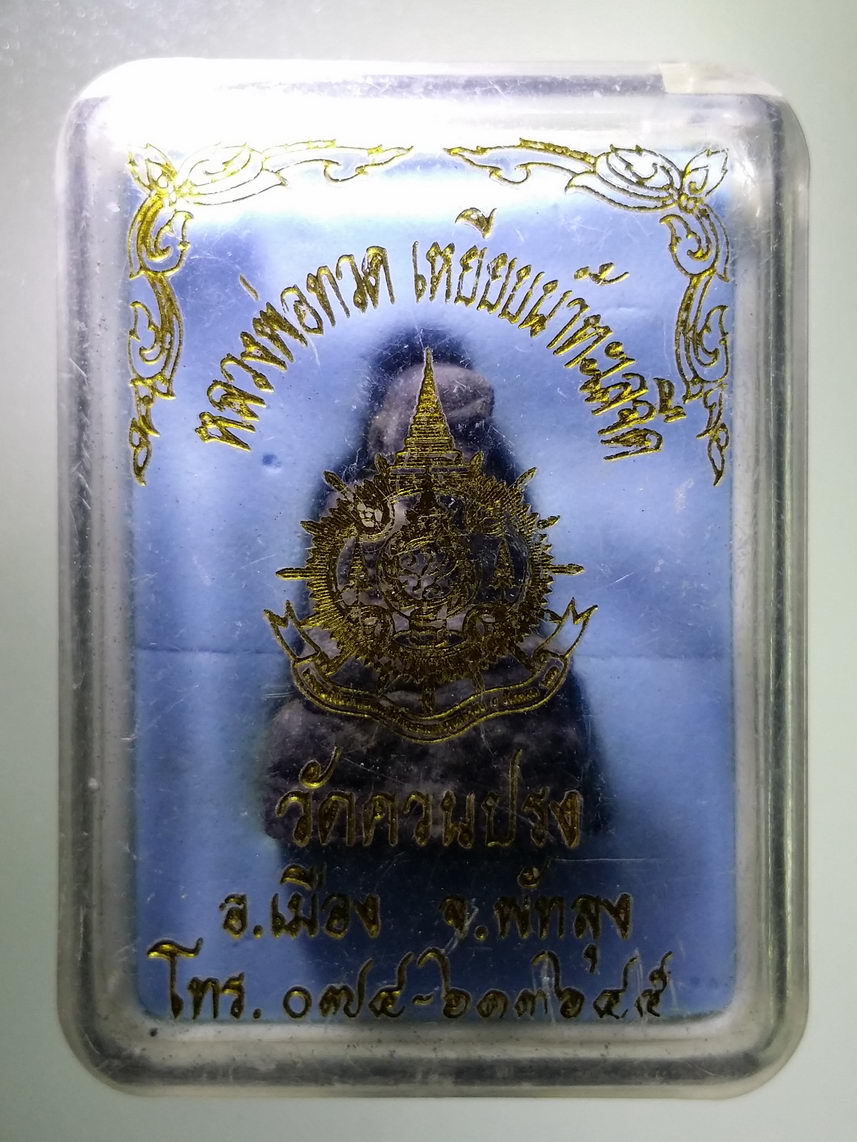 หลวงพ่อทวด เหยียบน้ำทะเลจืด
วัดควนปรง
อ.เมือง จ.พัทลุง
โทร. ๐๗๔-๖๑๓๖๔๕